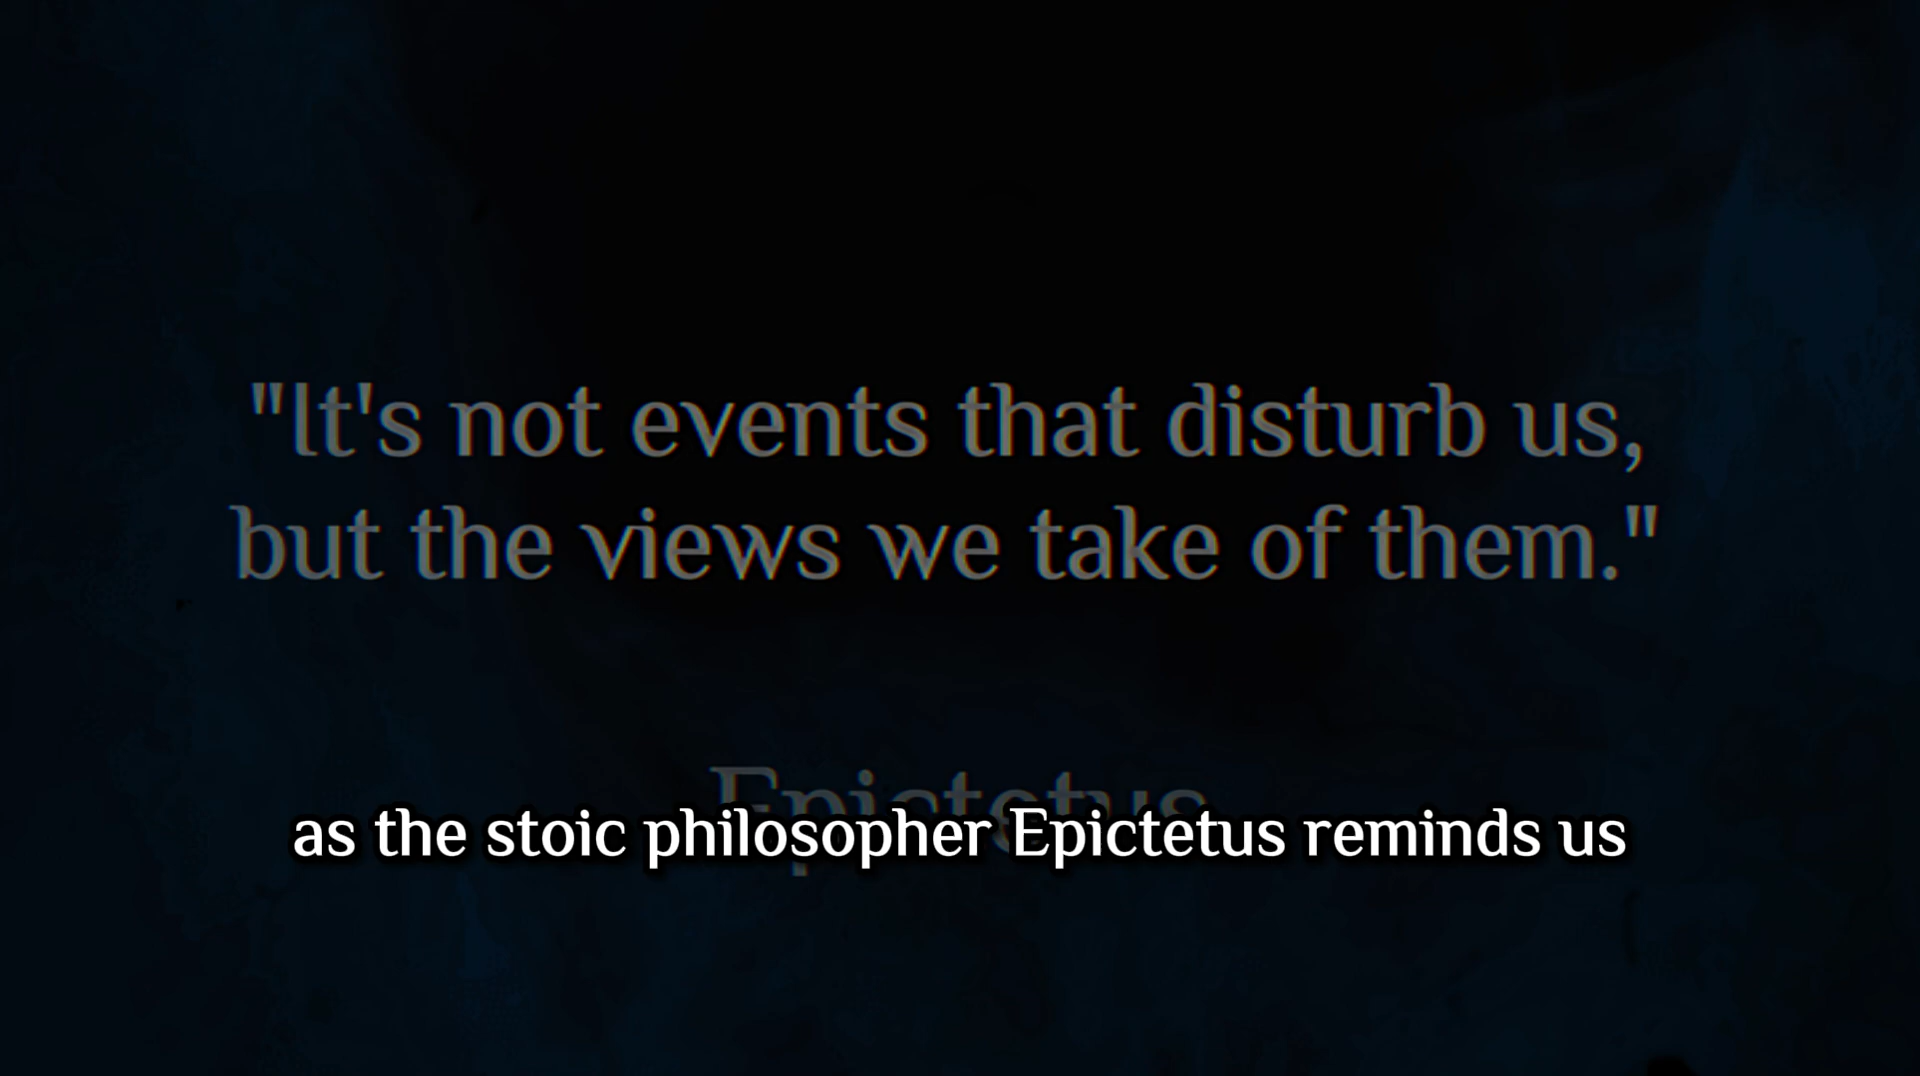 "It's not events that disturb us,
but the views we take of them."
Epictetus
as the stoic philosopher Epictetus reminds us